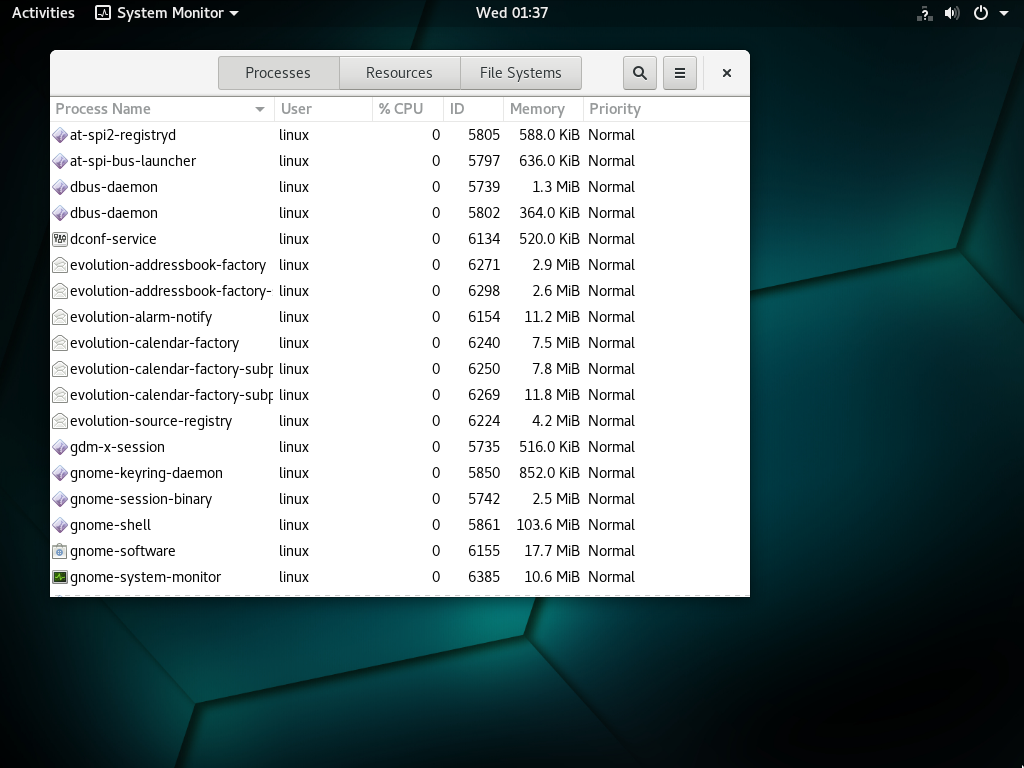 Activities System Monitor Wed 01:37
Processes Resources File Systems
Process Name User % CPU ID Memory Priority
at-spi2-registryd linux 0 5805 588.0 KiB Normal
at-spi-bus-launcher linux 0 5797 636.0 KiB Normal
dbus-daemon linux 0 5739 1.3 MiB Normal
dbus-daemon linux 0 5802 364.0 KiB Normal
dconf-service linux 0 6134 520.0 KiB Normal
evolution-addressbook-factory linux 0 6271 2.9 MiB Normal
evolution-addressbook-factory- linux 0 6298 2.6 MiB Normal
evolution-alarm-notify linux 0 6154 11.2 MiB Normal
evolution-calendar-factory linux 0 6240 7.5 MiB Normal
evolution-calendar-factory-subp linux 0 6250 7.8 MiB Normal
evolution-calendar-factory-subp linux 0 6269 11.8 MiB Normal
evolution-source-registry linux 0 6224 4.2 MiB Normal
gdm-x-session linux 0 5735 516.0 KiB Normal
gnome-keyring-daemon linux 0 5850 852.0 KiB Normal
gnome-session-binary linux 0 5742 2.5 MiB Normal
gnome-shell linux 0 5861 103.6 MiB Normal
gnome-software linux 0 6155 17.7 MiB Normal
gnome-system-monitor linux 0 6385 10.6 MiB Normal